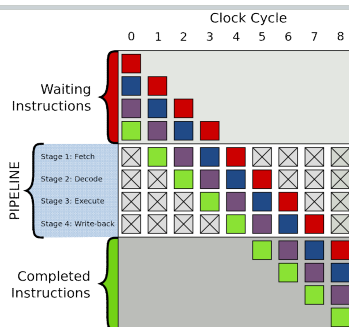 Clock Cycle
0 1 2 3 4 5 6 7 8
Waiting
Instructions
PIPELINE
Stage 1: Fetch
Stage 2: Decode
Stage 3: Execute
Stage 4: Write-back
Completed
Instructions